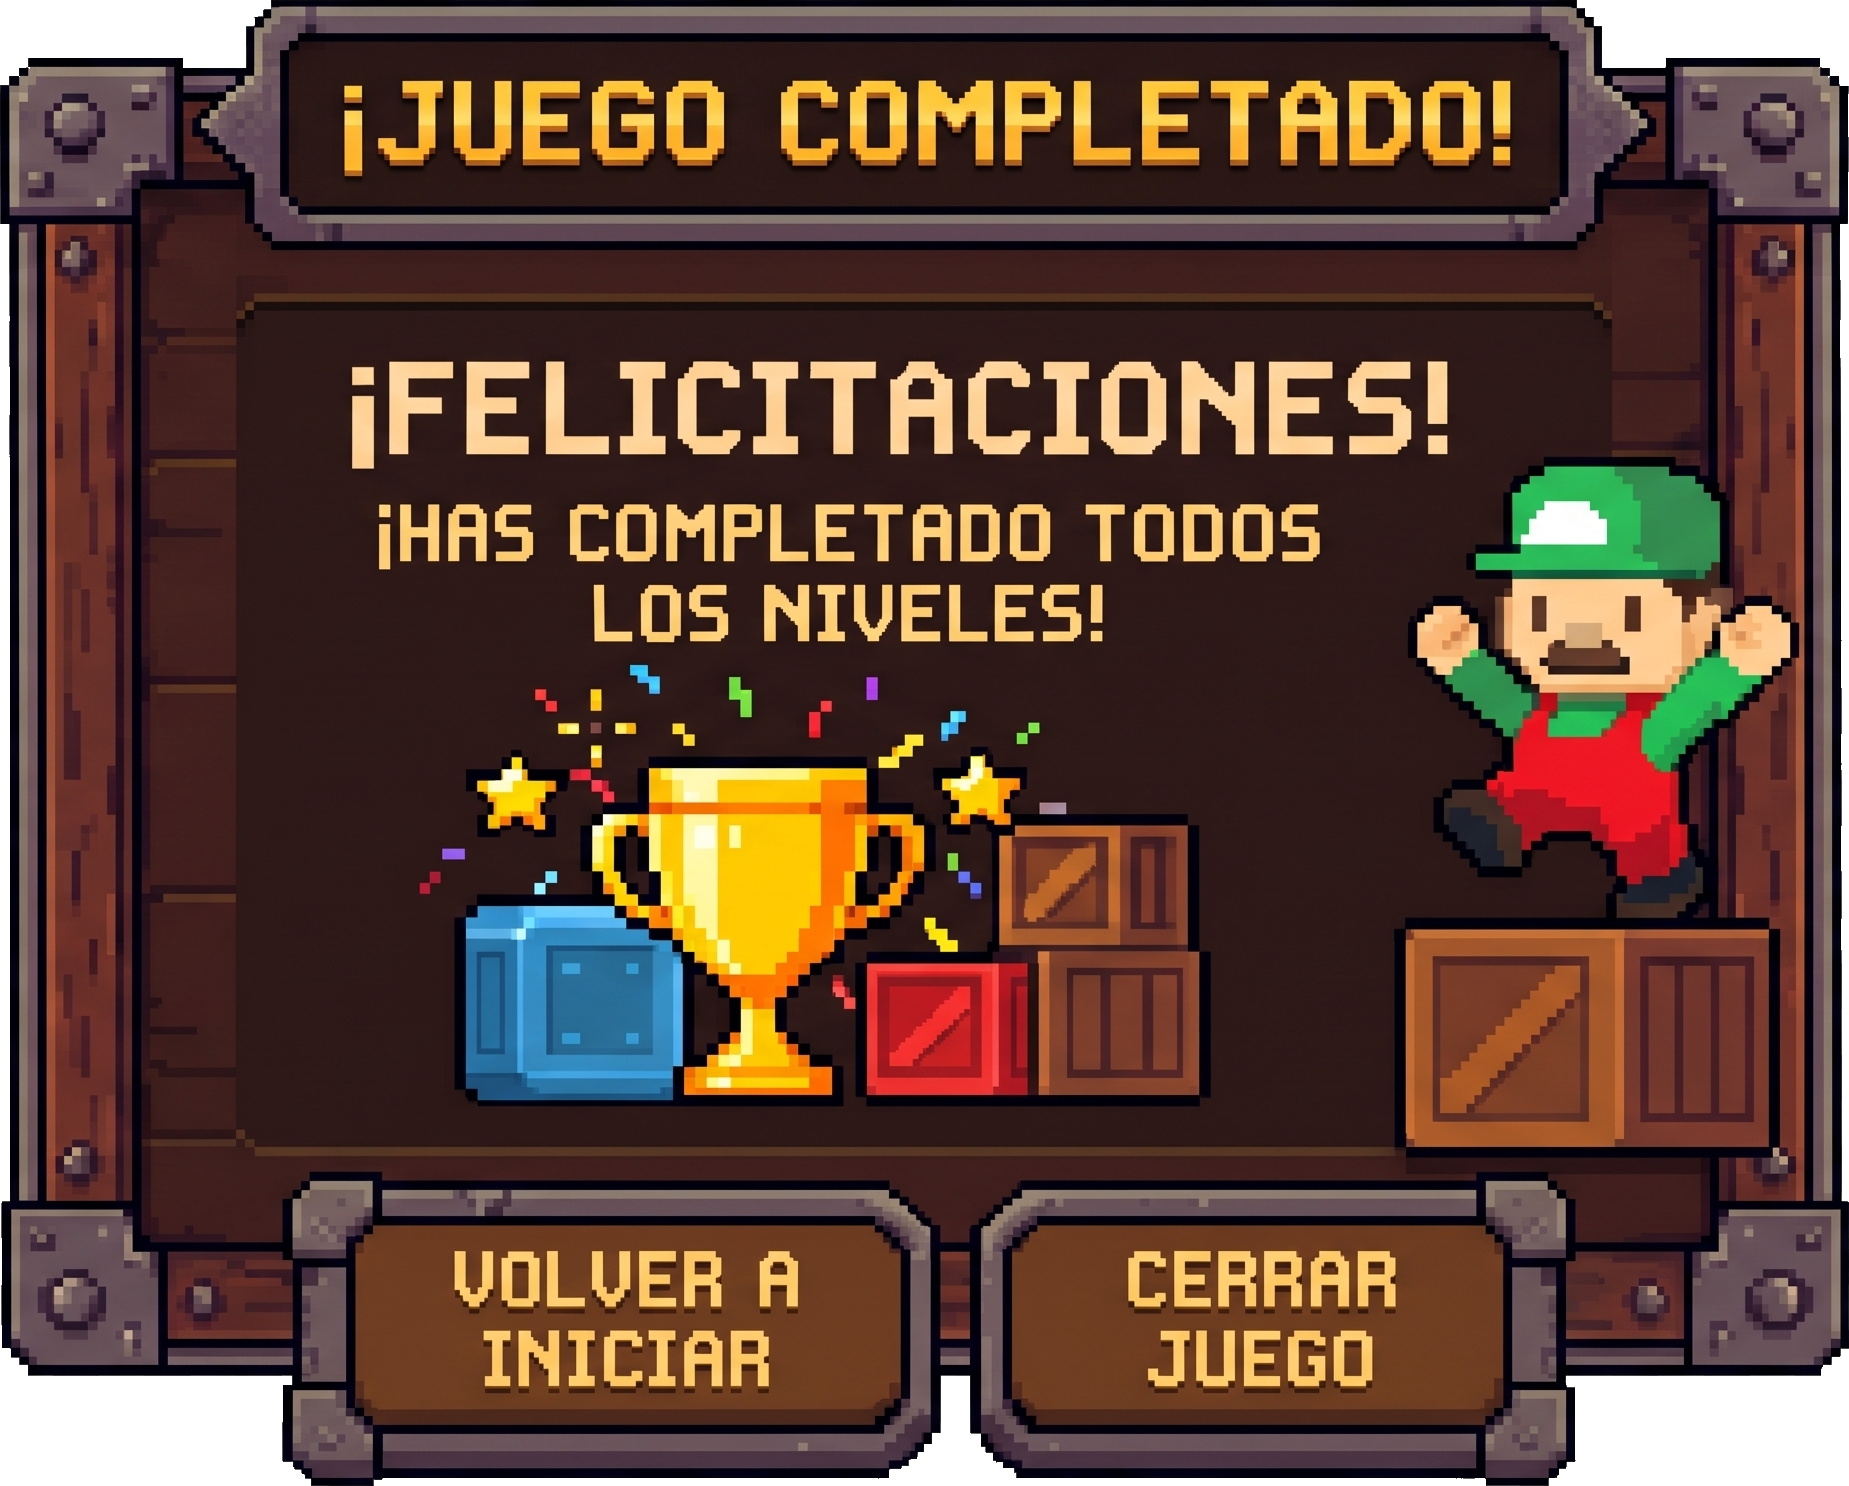 ¡JUEGO COMPLETADO!
¡FELICITACIONES!
¡HAS COMPLETADO TODOS
LOS NIVELES!
VOLVER A
INICIAR
CERRAR
JUEGO